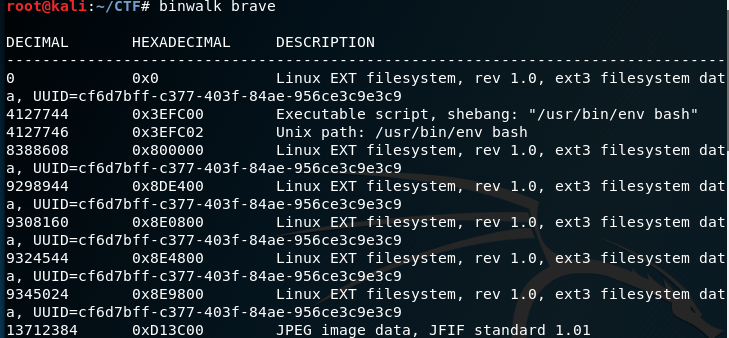 root@kali:~/CTF# binwalk brave
DECIMAL       HEXADECIMAL     DESCRIPTION
--------------------------------------------------------------------------------
0             0x0             Linux EXT filesystem, rev 1.0, ext3 filesystem dat
a, UUID=cf6d7bff-c377-403f-84ae-956ce3c9e3c9
4127744       0x3EFC00        Executable script, shebang: "/usr/bin/env bash"
4127746       0x3EFC02        Unix path: /usr/bin/env bash
8388608       0x800000        Linux EXT filesystem, rev 1.0, ext3 filesystem dat
a, UUID=cf6d7bff-c377-403f-84ae-956ce3c9e3c9
9298944       0x8DE400        Linux EXT filesystem, rev 1.0, ext3 filesystem dat
a, UUID=cf6d7bff-c377-403f-84ae-956ce3c9e3c9
9308160       0x8E0800        Linux EXT filesystem, rev 1.0, ext3 filesystem dat
a, UUID=cf6d7bff-c377-403f-84ae-956ce3c9e3c9
9324544       0x8E4800        Linux EXT filesystem, rev 1.0, ext3 filesystem dat
a, UUID=cf6d7bff-c377-403f-84ae-956ce3c9e3c9
9345024       0x8E9800        Linux EXT filesystem, rev 1.0, ext3 filesystem dat
a, UUID=cf6d7bff-c377-403f-84ae-956ce3c9e3c9
13712384      0xD13C00        JPEG image data, JFIF standard 1.01